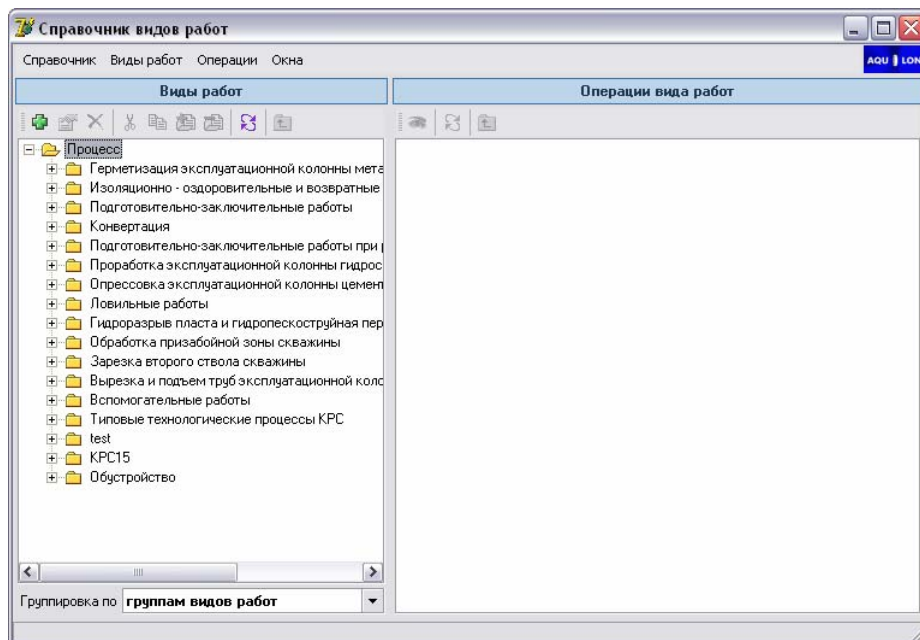 Справочник видов работ
Справочник Виды работ Операции Окна
AQU LON
Виды работ
Операции вида работ
Процесс
Герметизация эксплуатационной колонны мета
Изоляционно - оздоровительные и возвратные
Подготовительно-заключительные работы
Конвертация
Подготовительно-заключительные работы при р
Проработка эксплуатационной колонны гидрос
Опрессовка эксплуатационной колонны цемент
Ловильные работы
Гидроразрыв пласта и гидропескоструйная пер
Обработка призабойной зоны скважины
Зарезка второго ствола скважины
Вырезка и подъем труб эксплуатационной коло
Вспомогательные работы
Типовые технологические процессы КРС
test
КРС15
Обустройство
Группировка по группам видов работ